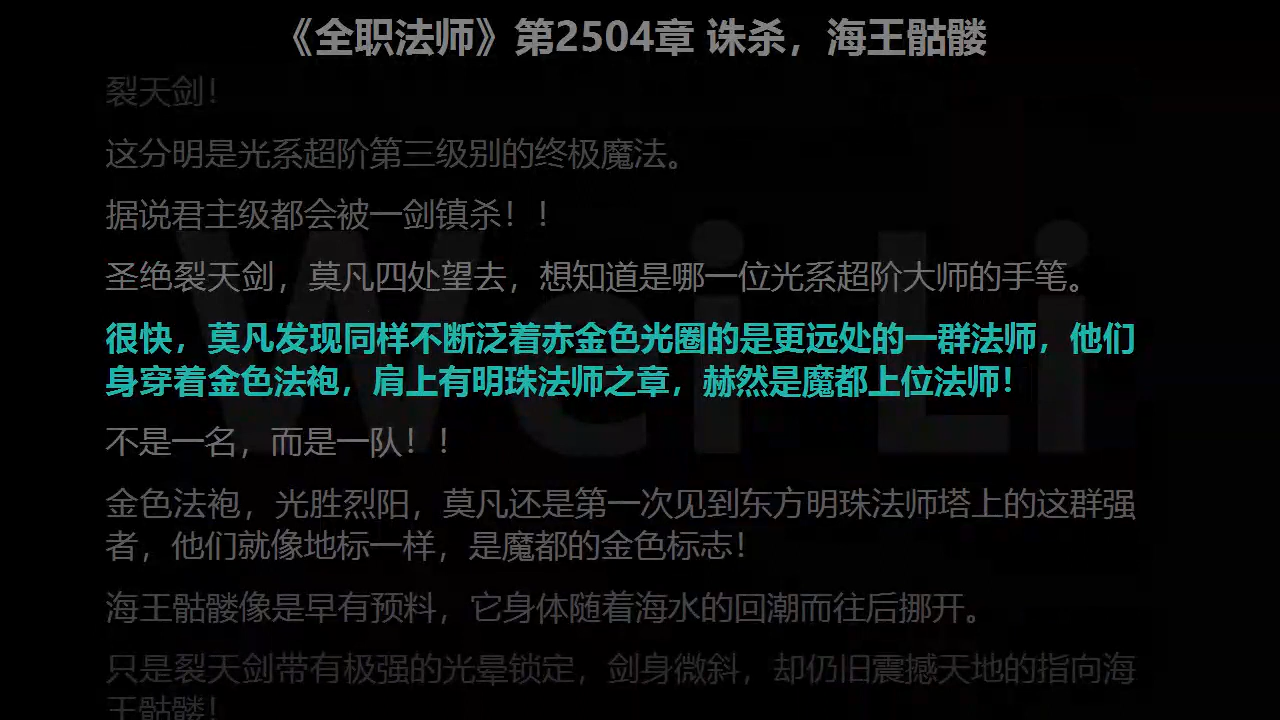 《全职法师》第2504章 诛杀，海王骷髅
裂天剑！
这分明是光系超阶第三级别的终极魔法。
据说君主级都会被一剑镇杀！！
圣绝裂天剑，莫凡四处望去，想知道是哪一位光系超阶大师的手笔。
很快，莫凡发现同样不断泛着赤金色光圈的是更远处的一群法师，他们
身穿着金色法袍，肩上有明珠法师之章，赫然是魔都上位法师！
不是一名，而是一队！！
金色法袍，光胜烈阳，莫凡还是第一次见到东方明珠法师塔上的这群强
者，他们就像地标一样，是魔都的金色标志！
海王骷髅像是早有预料，它身体随着海水的回潮而往后挪开。
只是裂天剑带有极强的光晕锁定，剑身微斜，却仍旧震撼天地的指向海
王骷髅！
Wei Li